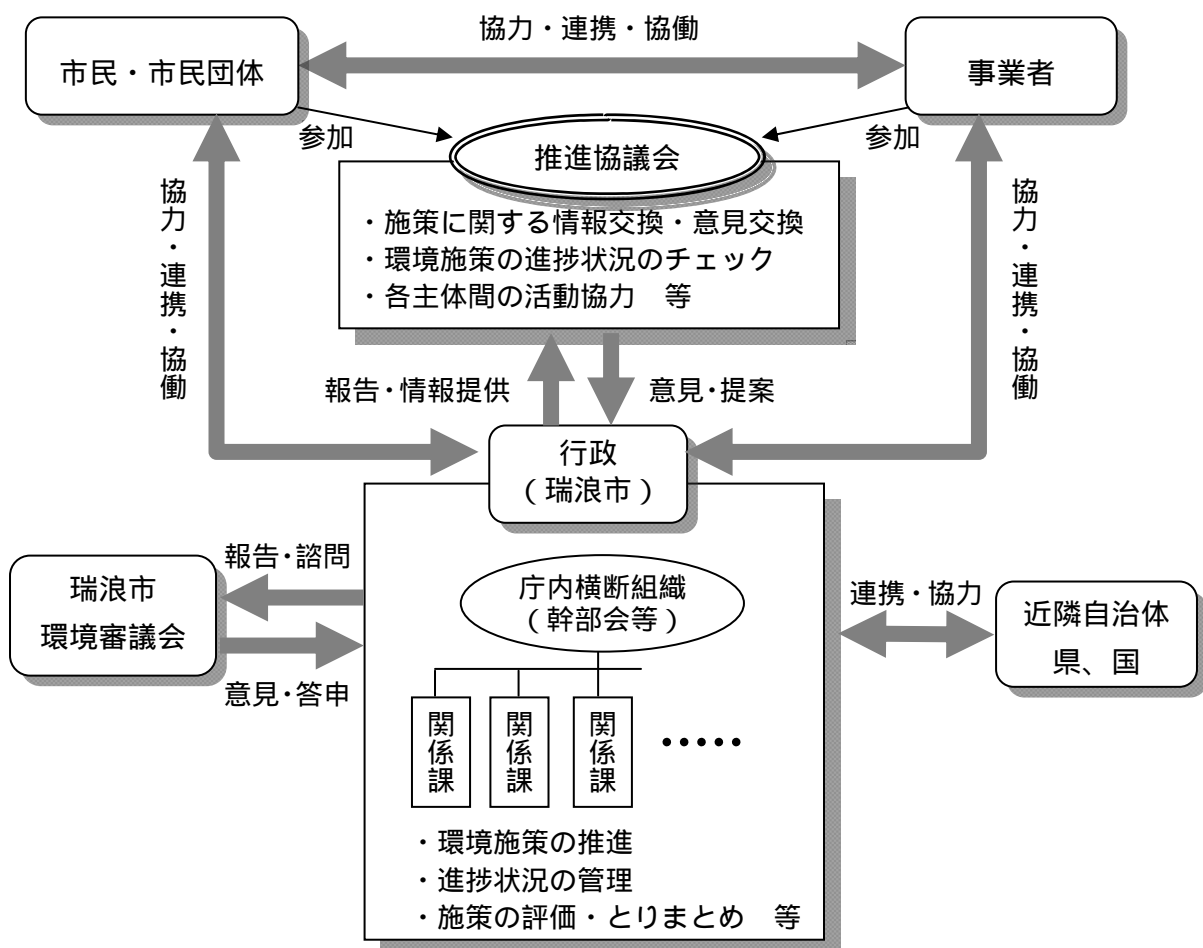 協力・連携・協働
市民・市民団体
事業者
参加
参加
推進協議会
・施策に関する情報交換・意見交換
・環境施策の進捗状況のチェック
・各主体間の活動協力　等
協力・連携・協働
協力・連携・協働
報告・情報提供
意見・提案
行政
（瑞浪市）
報告・諮問
瑞浪市
環境審議会
意見・答申
庁内横断組織
（幹部会等）
連携・協力
近隣自治体
県、国
関係課
関係課
関係課
・・・・・
・環境施策の推進
・進捗状況の管理
・施策の評価・とりまとめ　等